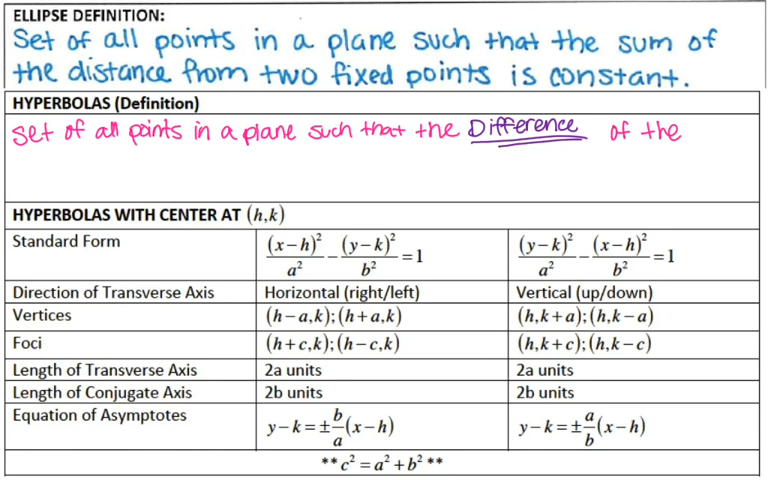 ELLIPSE DEFINITION:
Set of all points in a plane such that the sum of
the distance from two fixed points is constant.
HYPERBOLAS (Definition)
set of all points in a plane such that the Difference of the
HYPERBOLAS WITH CENTER AT (h,k)
Standard Form (x−h)²/a² − (y−k)²/b² = 1 (y−k)²/a² − (x−h)²/b² = 1
Direction of Transverse Axis Horizontal (right/left) Vertical (up/down)
Vertices (h−a,k);(h+a,k) (h,k+a);(h,k−a)
Foci (h+c,k);(h−c,k) (h,k+c);(h,k−c)
Length of Transverse Axis 2a units 2a units
Length of Conjugate Axis 2b units 2b units
Equation of Asymptotes y−k=±b/a(x−h) y−k=±a/b(x−h)
**c²=a²+b²**